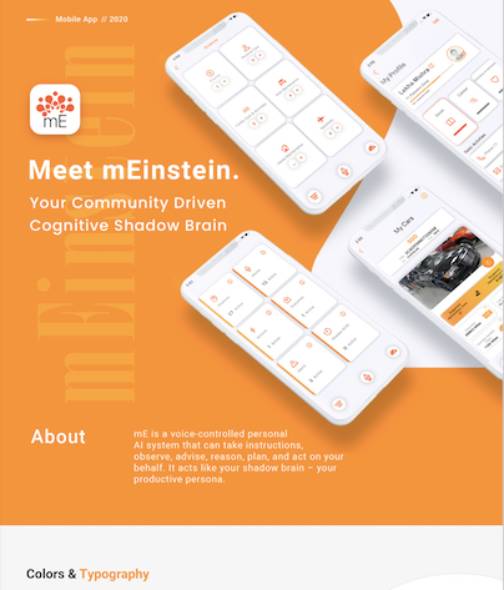 Mobile App // 2020
mEinstein
mE
Meet mEinstein.
Your Community Driven
Cognitive Shadow Brain
My Profile
Lekha Mishra
My Cars
About
mE is a voice-controlled personal
AI system that can take instructions,
observe, advise, reason, plan, and act on your
behalf. It acts like your shadow brain – your
productive persona.
Colors & Typography